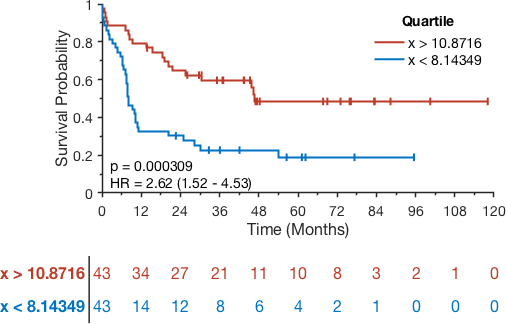 Quartile
x > 10.8716
x < 8.14349
Survival Probability
1
0.8
0.6
0.4
0.2
0
p = 0.000309
HR = 2.62 (1.52 - 4.53)
0 12 24 36 48 60 72 84 96 108 120
Time (Months)
x > 10.8716 43 34 27 21 11 10 8 3 2 1 0
x < 8.14349 43 14 12 8 6 4 2 1 0 0 0